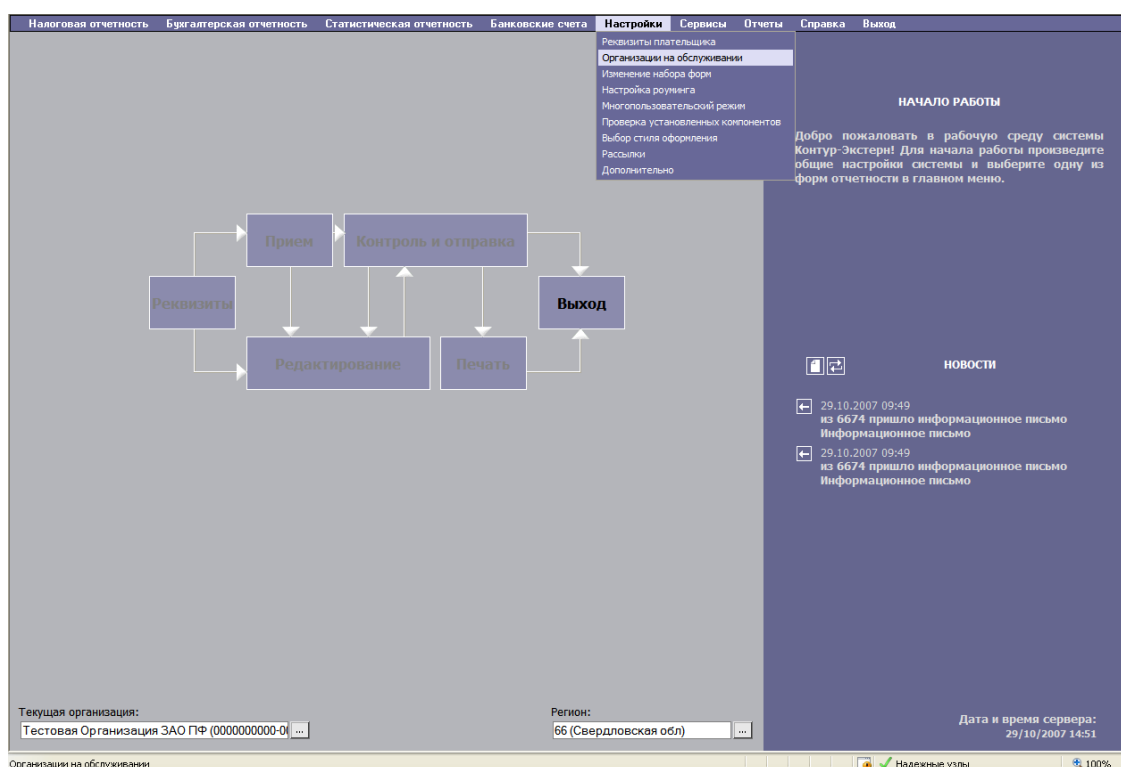 Налоговая отчетность Бухгалтерская отчетность Статистическая отчетность Банковские счета Настройки Сервисы Отчеты Справка Выход
Реквизиты плательщика
Организации на обслуживании
Изменение набора форм
Настройка роуминга
Многопользовательский режим
Проверка установленных компонентов
Выбор стиля оформления
Рассылки
Дополнительно
НАЧАЛО РАБОТЫ
Добро пожаловать в рабочую среду системы
Контур-Экстерн! Для начала работы произведите
общие настройки системы и выберите одну из
форм отчетности в главном меню.
Прием
Контроль и отправка
Реквизиты
Выход
Редактирование
Печать
НОВОСТИ
29.10.2007 09:49
из 6674 пришло информационное письмо
Информационное письмо
29.10.2007 09:49
из 6674 пришло информационное письмо
Информационное письмо
Текущая организация:
Тестовая Организация ЗАО ПФ (0000000000-0 ...
Регион:
66 (Свердловская обл) ...
Дата и время сервера:
29/10/2007 14:51
Организации на обслуживании
Надежные узлы
100%